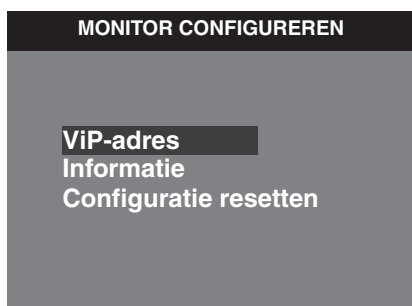 MONITOR CONFIGUREREN
ViP-adres
Informatie
Configuratie resetten